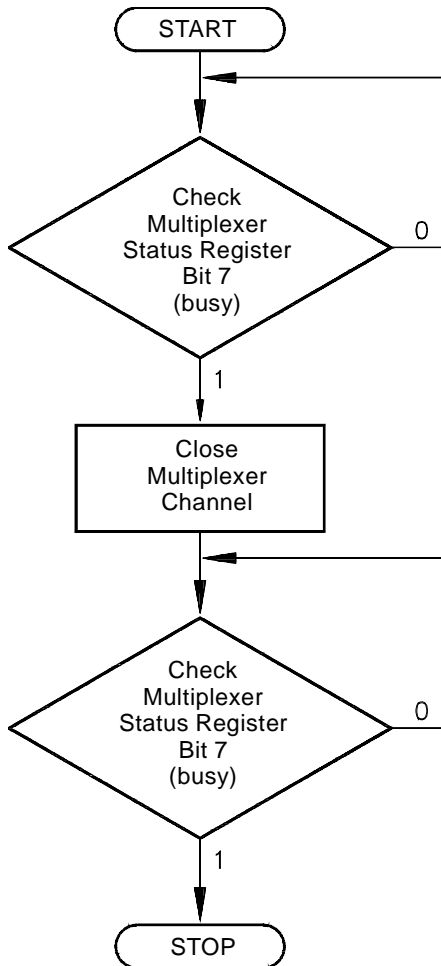 START
Check
Multiplexer
Status Register
Bit 7
(busy)
0
1
Close
Multiplexer
Channel
Check
Multiplexer
Status Register
Bit 7
(busy)
0
1
STOP